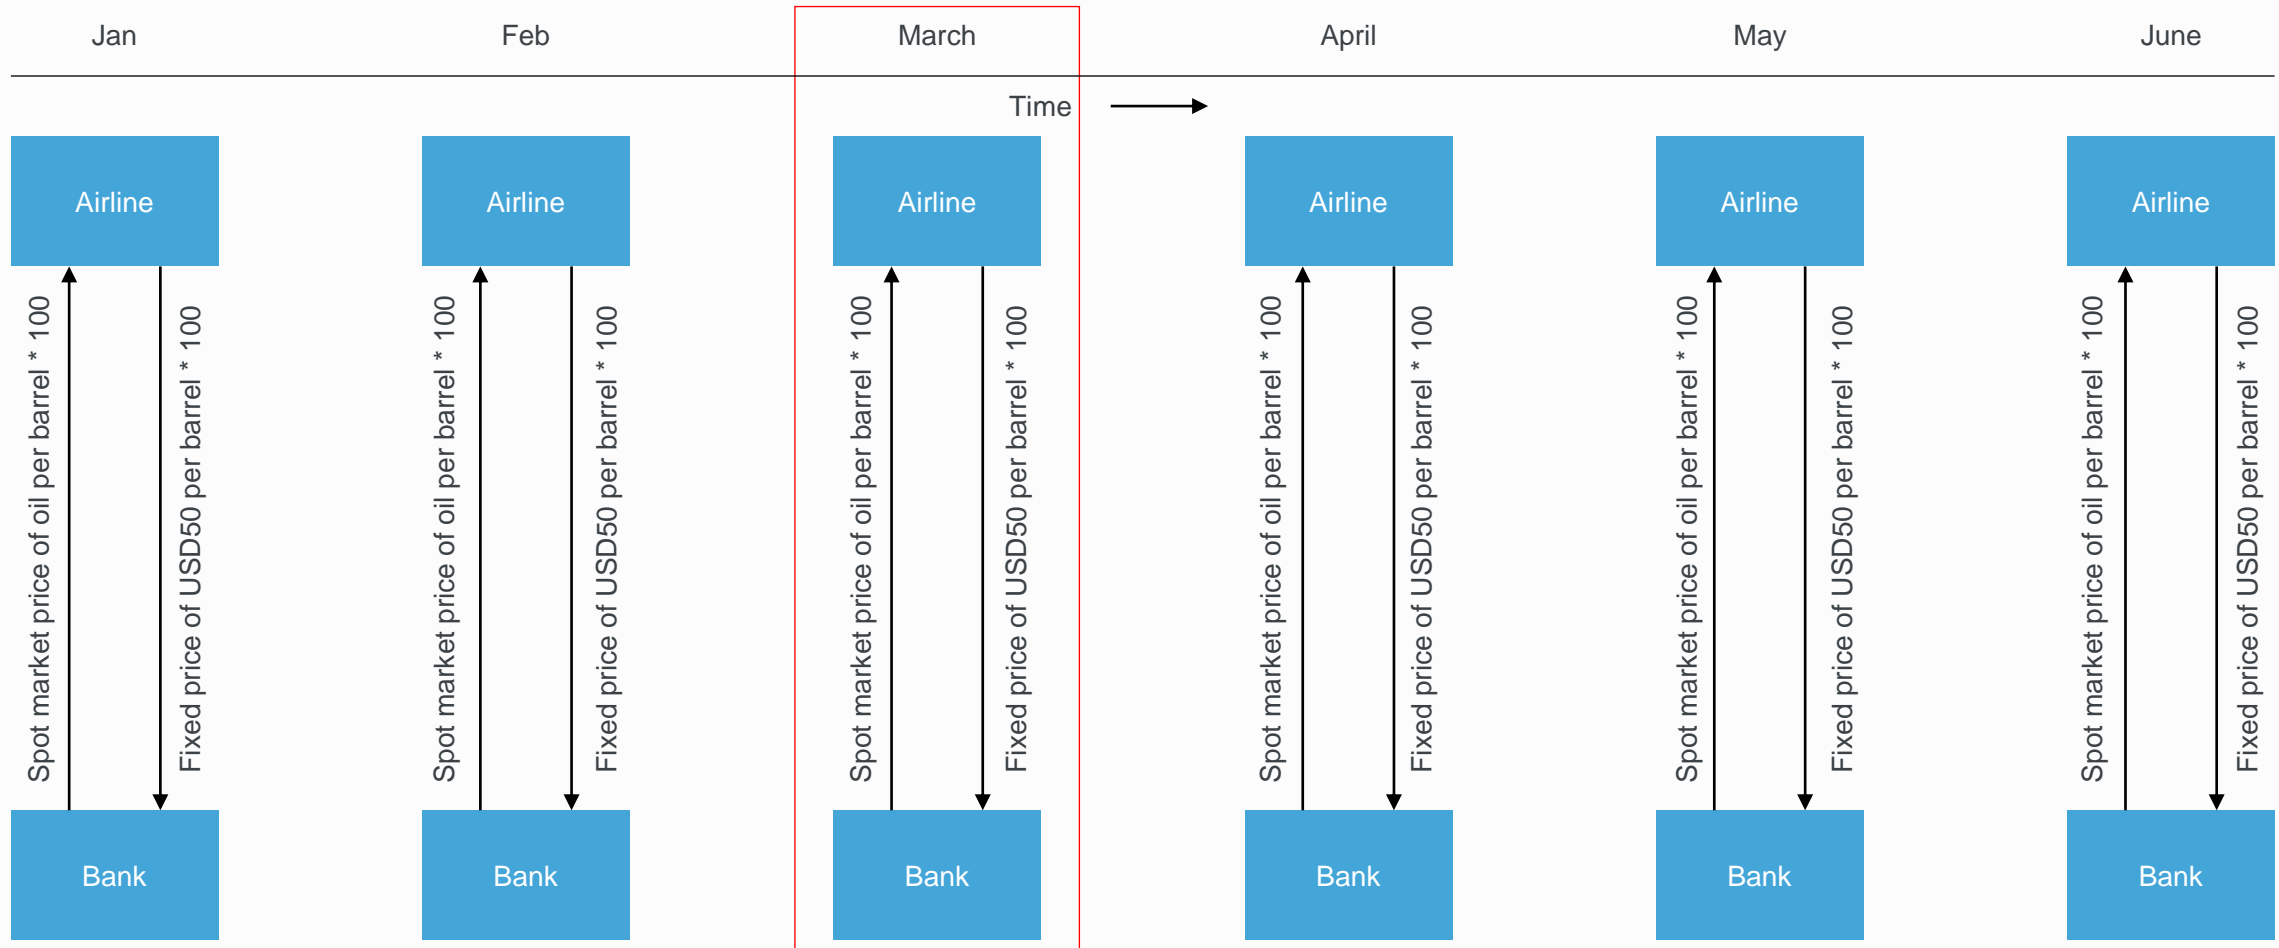 Jan
Feb
March
April
May
June
Time
Airline
Airline
Airline
Airline
Airline
Airline
Spot market price of oil per barrel * 100
Fixed price of USD50 per barrel * 100
Spot market price of oil per barrel * 100
Fixed price of USD50 per barrel * 100
Spot market price of oil per barrel * 100
Fixed price of USD50 per barrel * 100
Spot market price of oil per barrel * 100
Fixed price of USD50 per barrel * 100
Spot market price of oil per barrel * 100
Fixed price of USD50 per barrel * 100
Spot market price of oil per barrel * 100
Fixed price of USD50 per barrel * 100
Bank
Bank
Bank
Bank
Bank
Bank